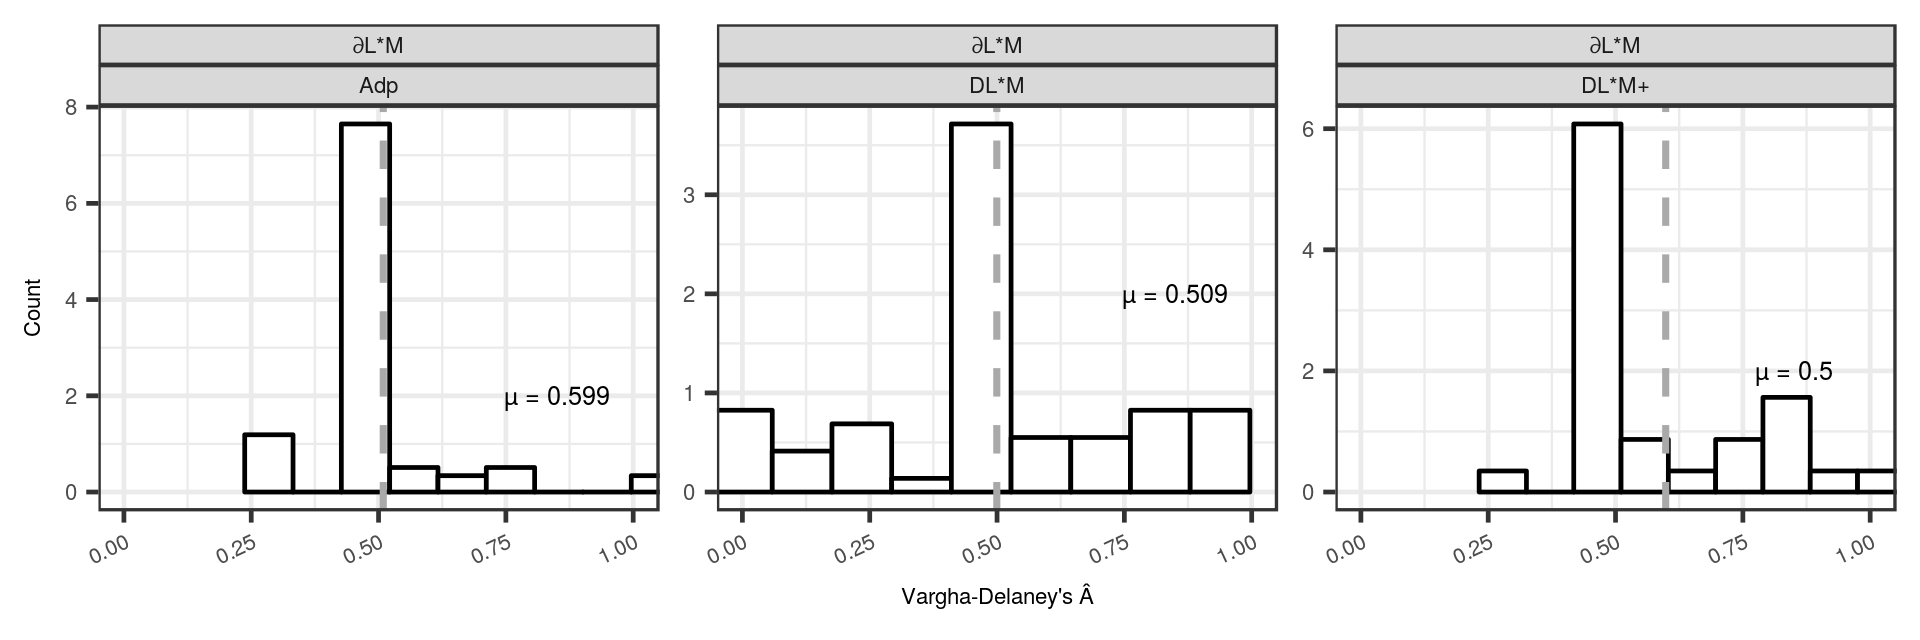 ∂L*M
Adp
∂L*M
DL*M
∂L*M
DL*M+
Count
8
6
4
2
0
μ = 0.599
0.00
0.25
0.50
0.75
1.00
3
2
1
0
μ = 0.509
0.00
0.25
0.50
0.75
1.00
6
4
2
0
μ = 0.5
0.00
0.25
0.50
0.75
1.00
Vargha-Delaney's Â